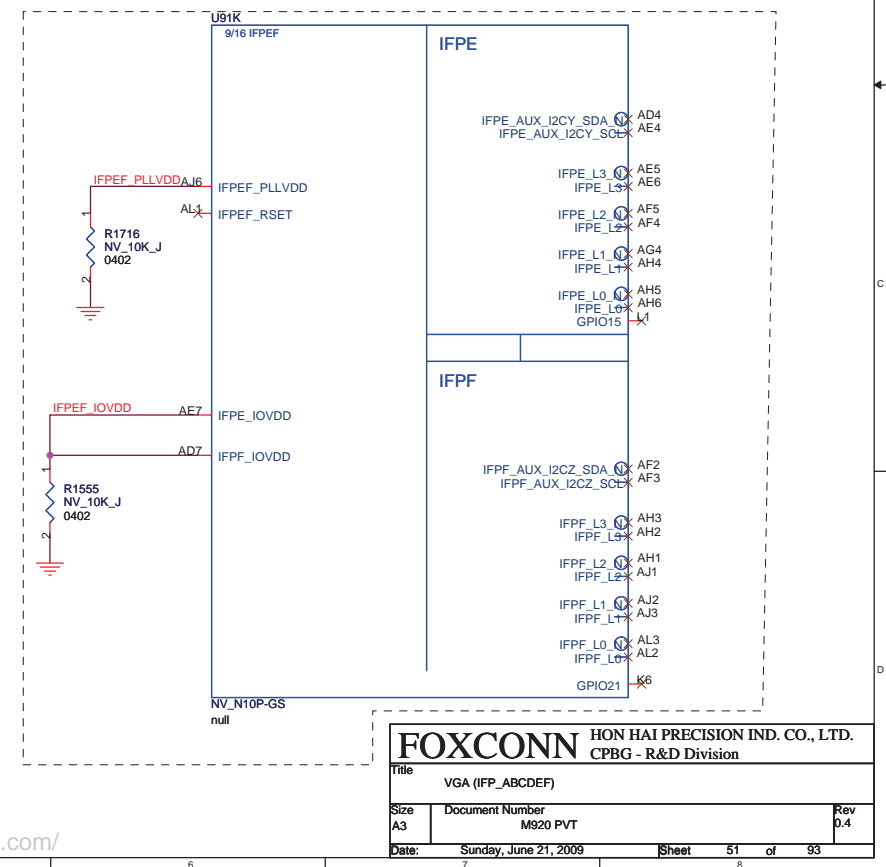 U91K
9/16 IFPEF
IFPE
IFPE_AUX_I2CY_SDA_N AD4
IFPE_AUX_I2CY_SCL AE4
IFPE_L3_N AE5
IFPE_L3 AE6
IFPEF_PLLVDD AJ6 IFPEF_PLLVDD
AL1 IFPEF_RSET
IFPE_L2_N AF5
IFPE_L2 AF4
1
R1716
NV_10K_J
0402
2
IFPE_L1_N AG4
IFPE_L1 AH4
IFPE_L0_N AH5
IFPE_L0 AH6
GPIO15 L1
C
IFPF
IFPEF_IOVDD AE7 IFPE_IOVDD
AD7 IFPF_IOVDD
1
R1555
NV_10K_J
0402
2
IFPF_AUX_I2CZ_SDA_N AF2
IFPF_AUX_I2CZ_SCL AF3
IFPF_L3_N AH3
IFPF_L3 AH2
IFPF_L2_N AH1
IFPF_L2 AJ1
IFPF_L1_N AJ2
IFPF_L1 AJ3
IFPF_L0_N AL3
IFPF_L0 AL2
D
GPIO21 K6
NV_N10P-GS
null
FOXCONN HON HAI PRECISION IND. CO., LTD.
CPBG - R&D Division
Title
VGA (IFP_ABCDEF)
Size Document Number Rev
A3 M920 PVT 0.4
Date: Sunday, June 21, 2009 Sheet 51 of 93
.com/
6 7 8